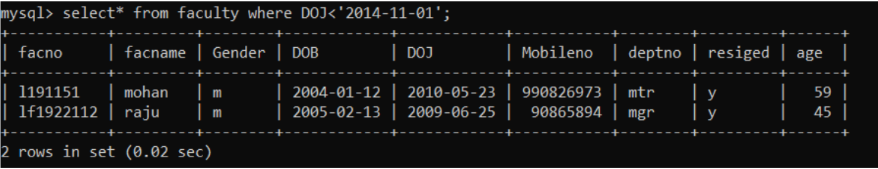 mysql> select* from faculty where DOJ<'2014-11-01';
+-----------+---------+--------+------------+------------+-----------+--------+---------+------+
| facno     | facname | Gender | DOB        | DOJ        | Mobileno  | deptno | resiged | age  |
+-----------+---------+--------+------------+------------+-----------+--------+---------+------+
| l191151   | mohan   | m      | 2004-01-12 | 2010-05-23 | 990826973 | mtr    | y       |   59 |
| lf1922112 | raju    | m      | 2005-02-13 | 2009-06-25 |  90865894 | mgr    | y       |   45 |
+-----------+---------+--------+------------+------------+-----------+--------+---------+------+
2 rows in set (0.02 sec)